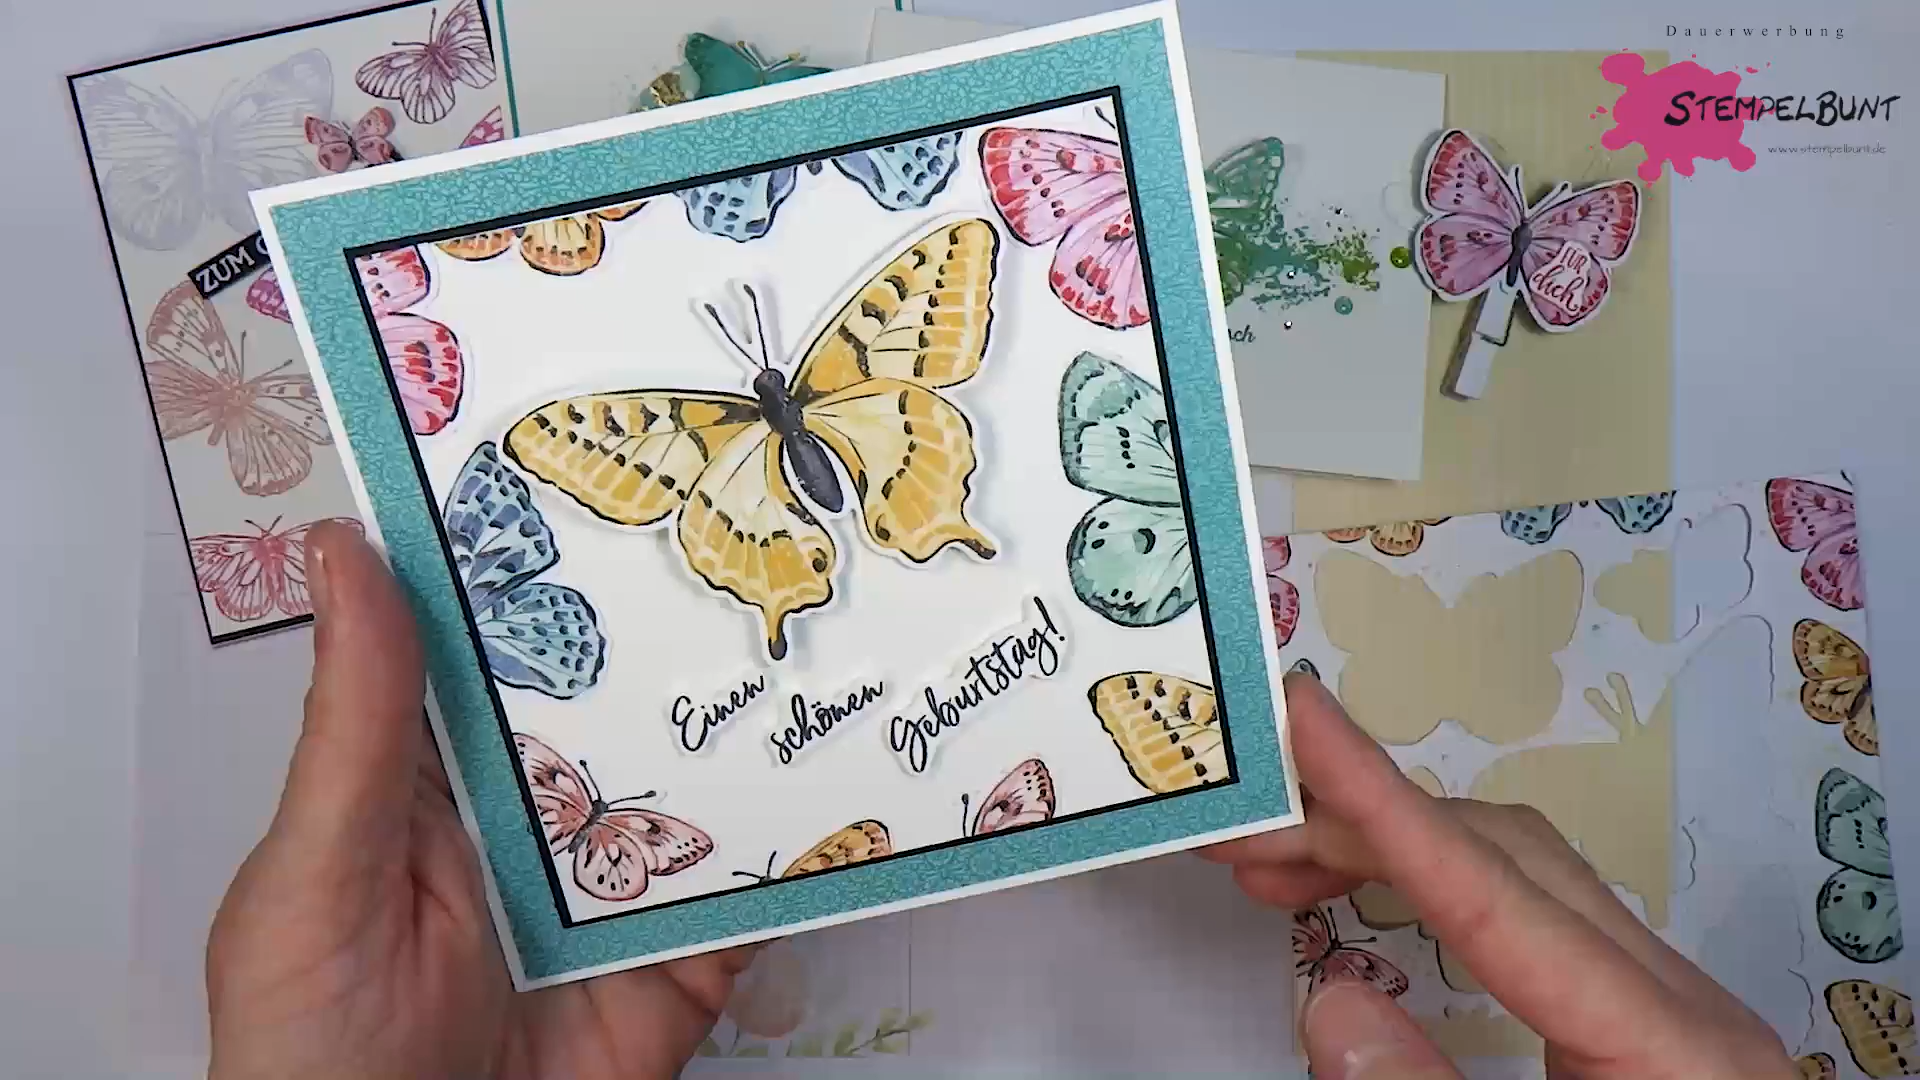 Dauerwerbung
STEMPELBUNT
www.stempelbunt.de
ZUM
FÜR
dich
Einen
schönen
Geburtstag!